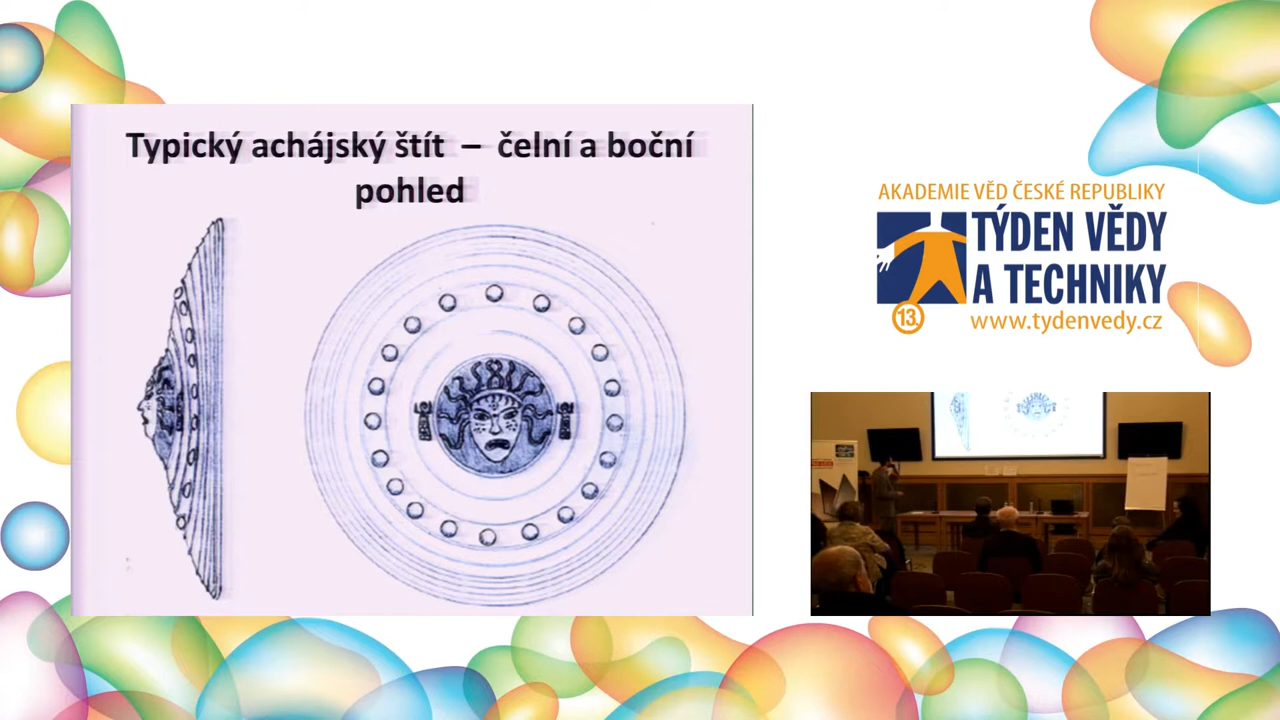 Typický achájský štít – čelní a boční
pohled
AKADEMIE VĚD ČESKÉ REPUBLIKY
TÝDEN VĚDY
A TECHNIKY
13.
www.tydenvedy.cz